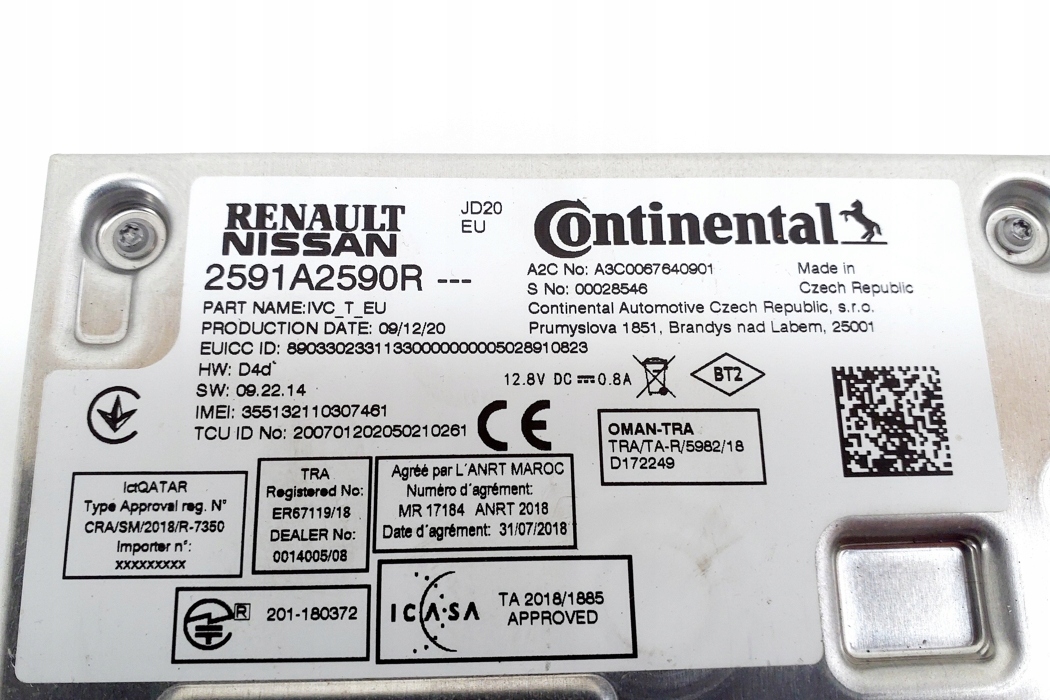 RENAULT
NISSAN
JD20
EU
Continental
2591A2590R ---
A2C No: A3C0067640901
Made in
S No: 00028546
Czech Republic
PART NAME:IVC_T_EU
Continental Automotive Czech Republic, s.r.o.
PRODUCTION DATE: 09/12/20
Prumyslova 1851, Brandys nad Labem, 25001
EUICC ID: 89033023311330000000005028910823
HW: D4d
12.8V DC 0.8A
BT2
SW: 09.22.14
IMEI: 355132110307461
TCU ID No: 200701202050210261
CE
OMAN-TRA
TRA/TA-R/5982/18
D172249
IctQATAR
Type Approval reg. N°
CRA/SM/2018/R-7350
Importer n°:
xxxxxxxxx
TRA
Registered No:
ER67119/18
DEALER No:
0014005/08
Agréé par L'ANRT MAROC
Numéro d'agrément:
MR 17184 ANRT 2018
Date d'agrément: 31/07/2018
R 201-180372
ICASA
TA 2018/1885
APPROVED